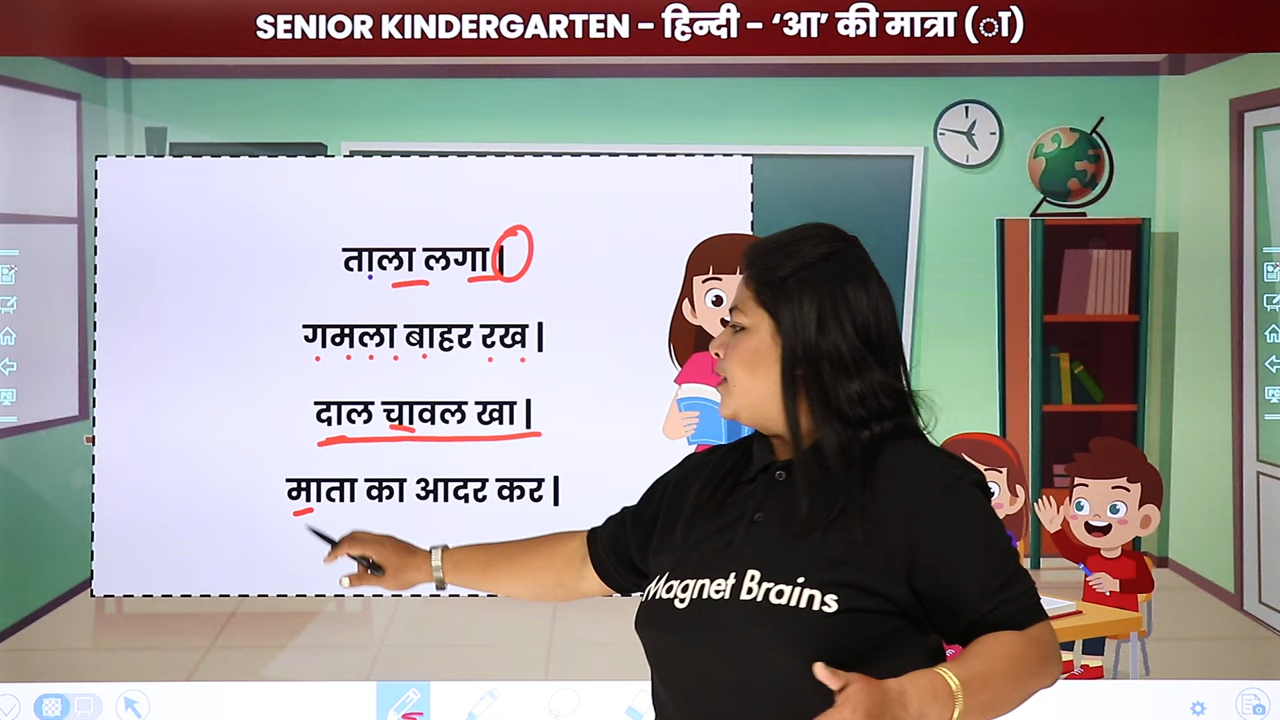 SENIOR KINDERGARTEN - हिन्दी - ‘आ’ की मात्रा (ा)
ताला लगा |
गमला बाहर रख |
दाल चावल खा |
माता का आदर कर |
Magnet Brains